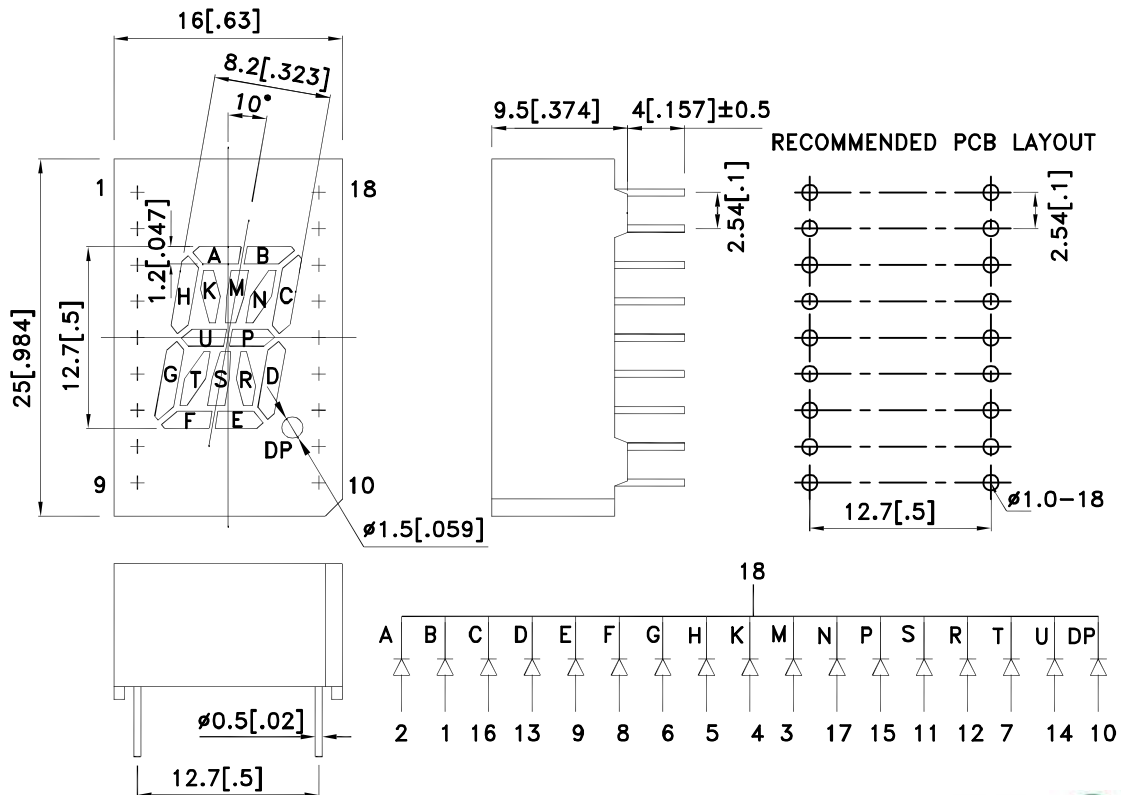 16[.63]
8.2[.323]
10°
9.5[.374]
4[.157]±0.5
RECOMMENDED PCB LAYOUT
1
18
2.54[.1]
2.54[.1]
1.2[.047]
A B
H K M N C
U P
G T S R D
F E
DP
12.7[.5]
25[.984]
9
10
ø1.5[.059]
ø1.0-18
12.7[.5]
18
A B C D E F G H K M N P S R T U DP
2 1 16 13 9 8 6 5 4 3 17 15 11 12 7 14 10
ø0.5[.02]
12.7[.5]